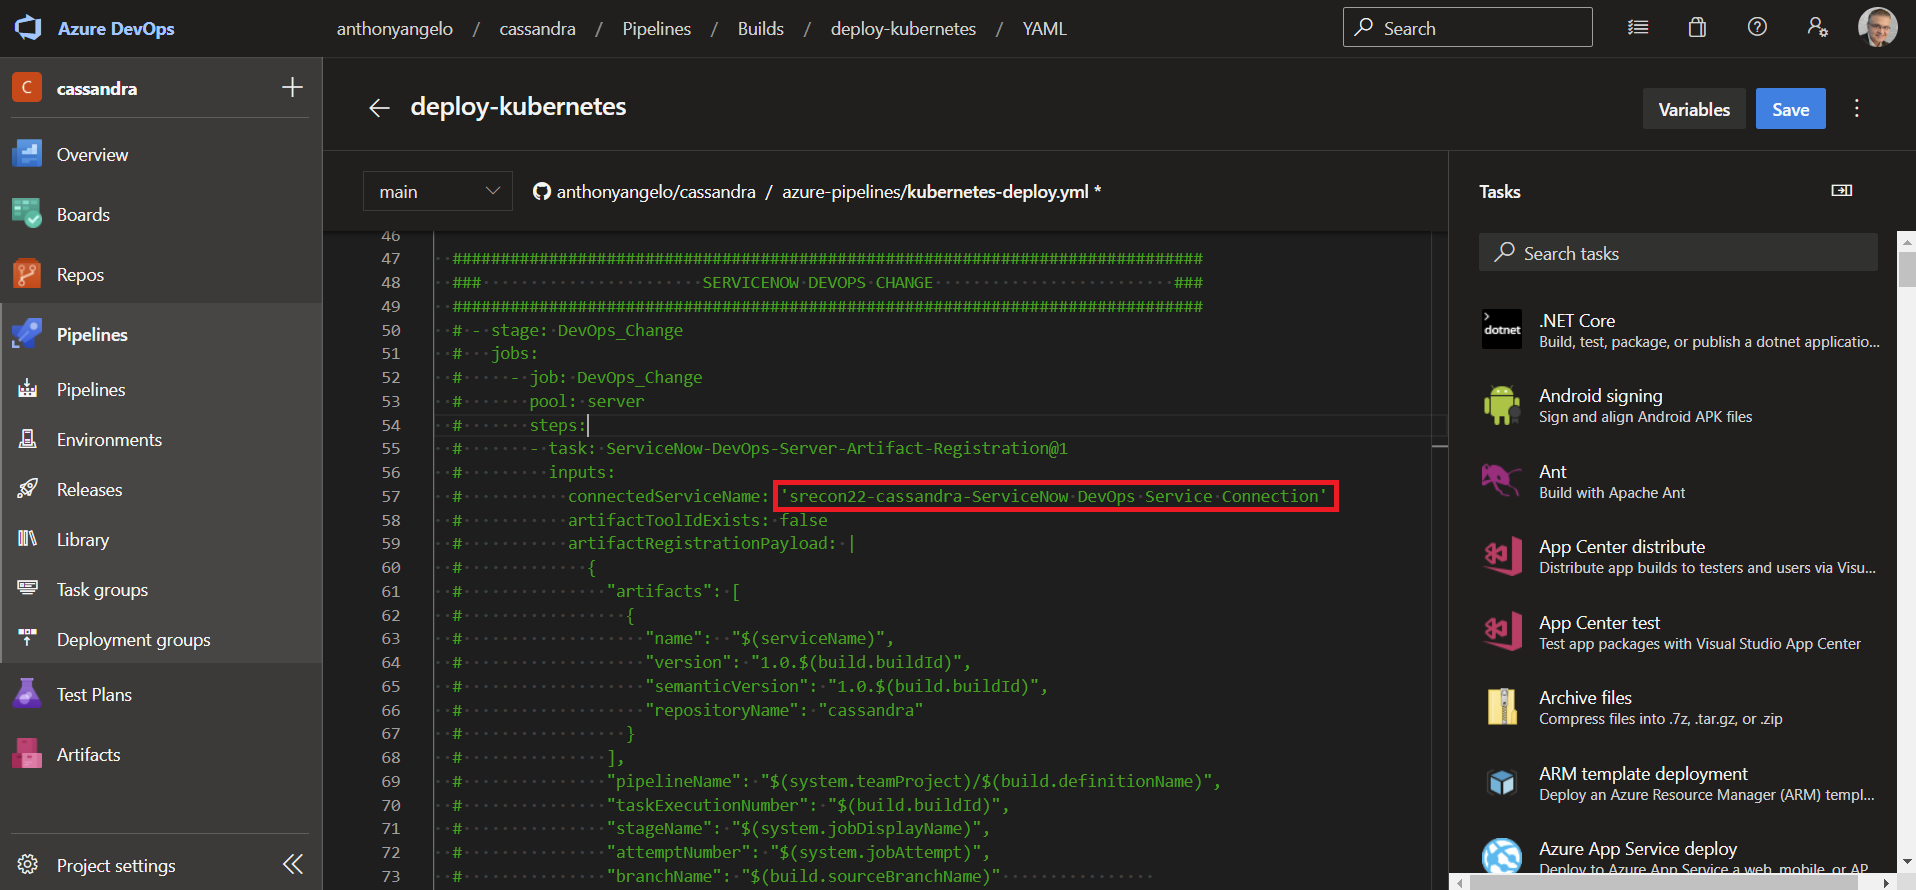 Azure DevOps
anthonyangelo / cassandra / Pipelines / Builds / deploy-kubernetes / YAML
Search
C cassandra
Overview
Boards
Repos
Pipelines
Pipelines
Environments
Releases
Library
Task groups
Deployment groups
Test Plans
Artifacts
Project settings
deploy-kubernetes
Variables
Save
main
anthonyangelo/cassandra / azure-pipelines/kubernetes-deploy.yml *
46
47 ##############################################################################
48 ### SERVICENOW DEVOPS CHANGE ###
49 ##############################################################################
50 # - stage: DevOps_Change
51 # jobs:
52 # - job: DevOps_Change
53 # pool: server
54 # steps:
55 # - task: ServiceNow-DevOps-Server-Artifact-Registration@1
56 # inputs:
57 # connectedServiceName: 'srecon22-cassandra-ServiceNow DevOps Service Connection'
58 # artifactToolIdExists: false
59 # artifactRegistrationPayload: |
60 # {
61 # "artifacts": [
62 # {
63 # "name": "$(serviceName)",
64 # "version": "1.0.$(build.buildId)",
65 # "semanticVersion": "1.0.$(build.buildId)",
66 # "repositoryName": "cassandra"
67 # }
68 # ],
69 # "pipelineName": "$(system.teamProject)/$(build.definitionName)",
70 # "taskExecutionNumber": "$(build.buildId)",
71 # "stageName": "$(system.jobDisplayName)",
72 # "attemptNumber": "$(system.jobAttempt)",
73 # "branchName": "$(build.sourceBranchName)"
Tasks
Search tasks
dotnet
.NET Core
Build, test, package, or publish a dotnet applicatio...
Android signing
Sign and align Android APK files
Ant
Build with Apache Ant
App Center distribute
Distribute app builds to testers and users via Visu...
App Center test
Test app packages with Visual Studio App Center
Archive files
Compress files into .7z, .tar.gz, or .zip
ARM template deployment
Deploy an Azure Resource Manager (ARM) templ...
Azure App Service deploy
Deploy to Azure App Service a web, mobile, or AP